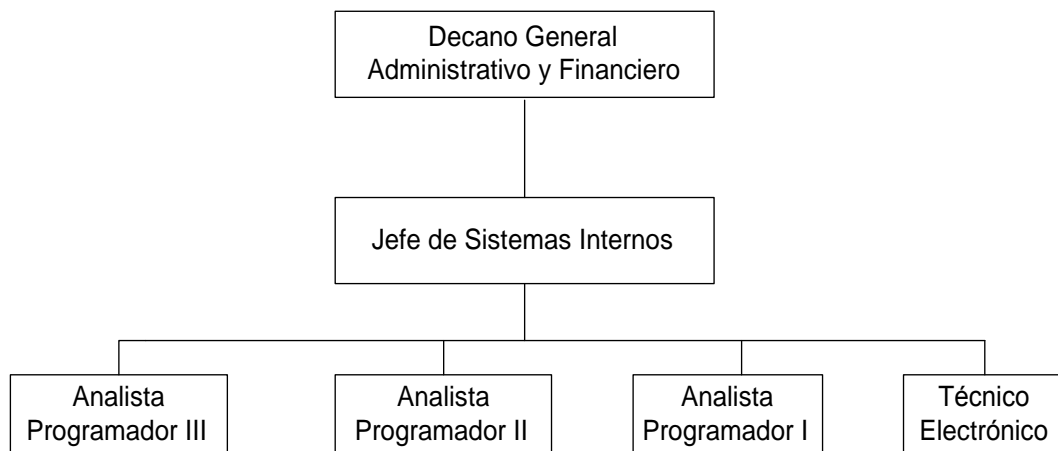 Decano General
Administrativo y Financiero
Jefe de Sistemas Internos
Analista
Programador III
Analista
Programador II
Analista
Programador I
Técnico
Electrónico